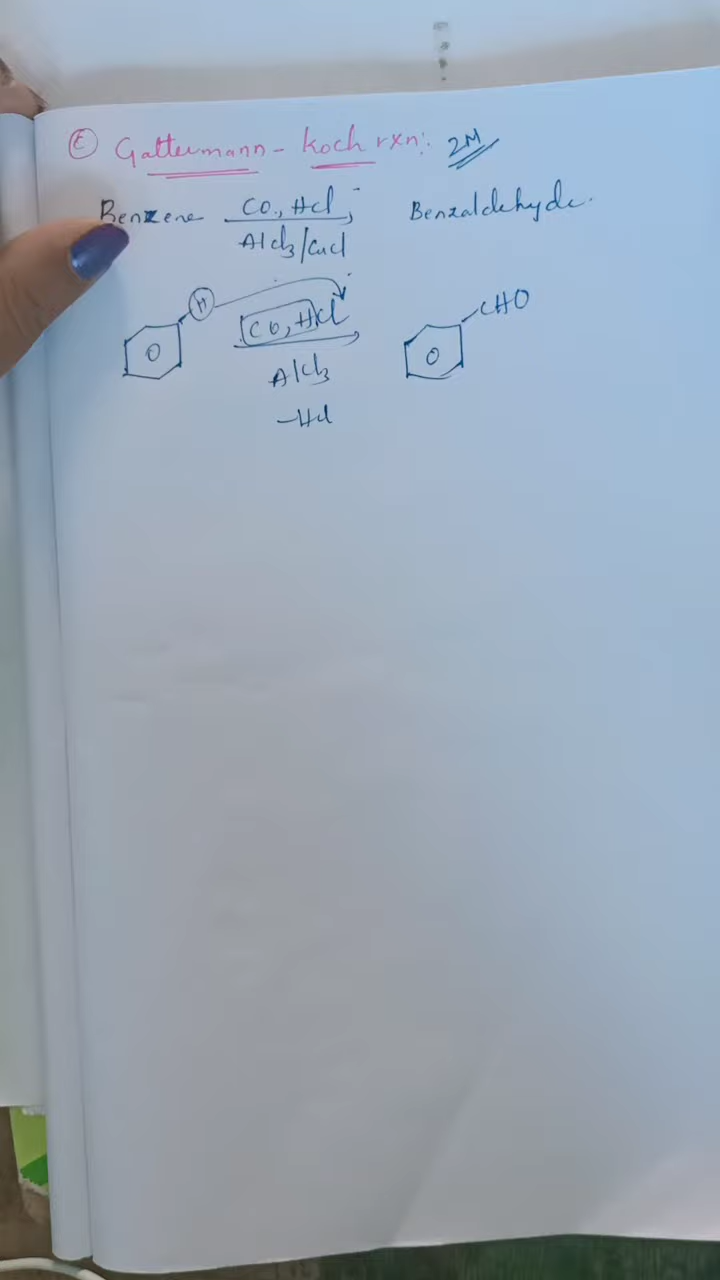 Ⓔ Gattermann - Koch rxn:. 2M
Benzene CO, HCl, Benzaldehyde.
AlCl3/CuCl
H CO, HCl CHO
AlCl3
-HCl